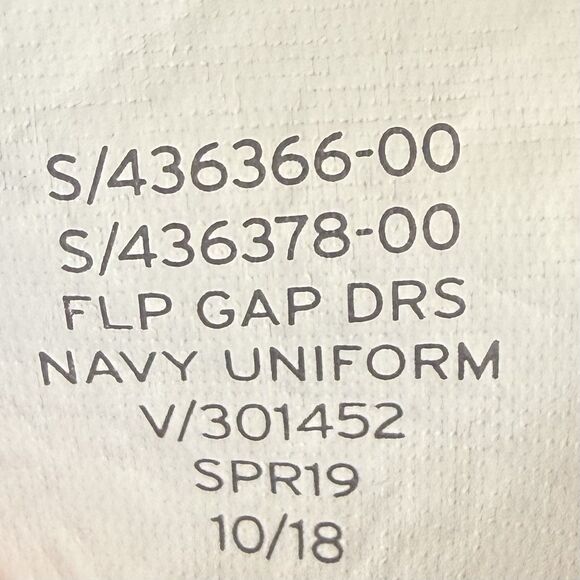 S/436366-00
S/436378-00
FLP GAP DRS
NAVY UNIFORM
V/301452
SPR19
10/18